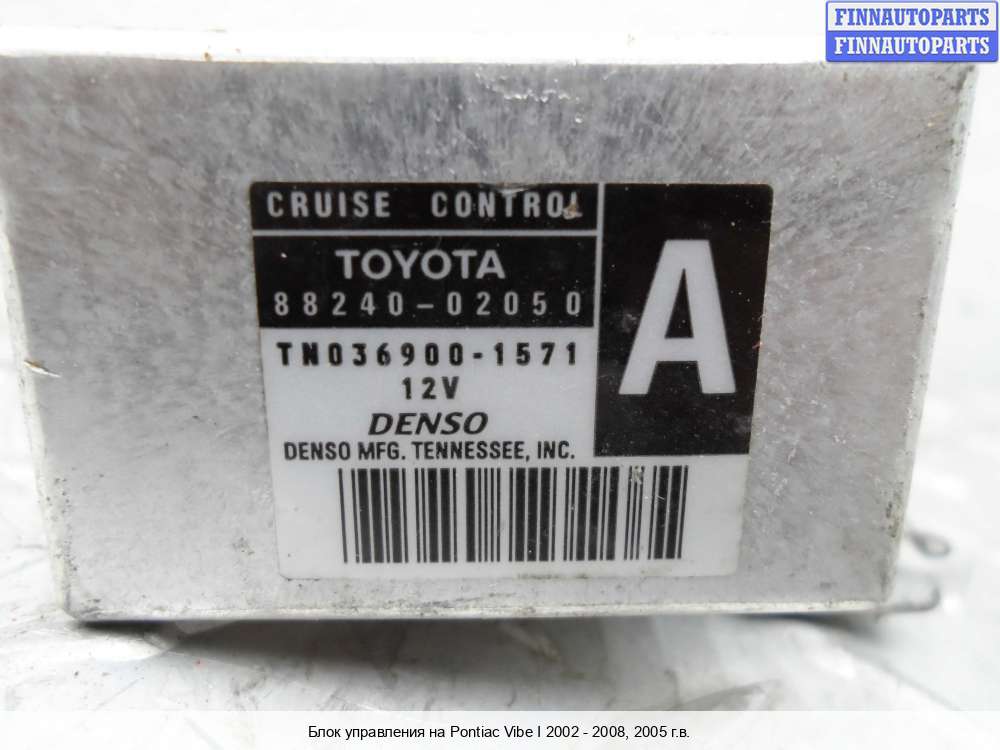 FINNAUTOPARTS
FINNAUTOPARTS
CRUISE CONTROL
TOYOTA
88240-02050
A
TN036900-1571
12V
DENSO
DENSO MFG. TENNESSEE, INC.
Блок управления на Pontiac Vibe I 2002 - 2008, 2005 г.в.